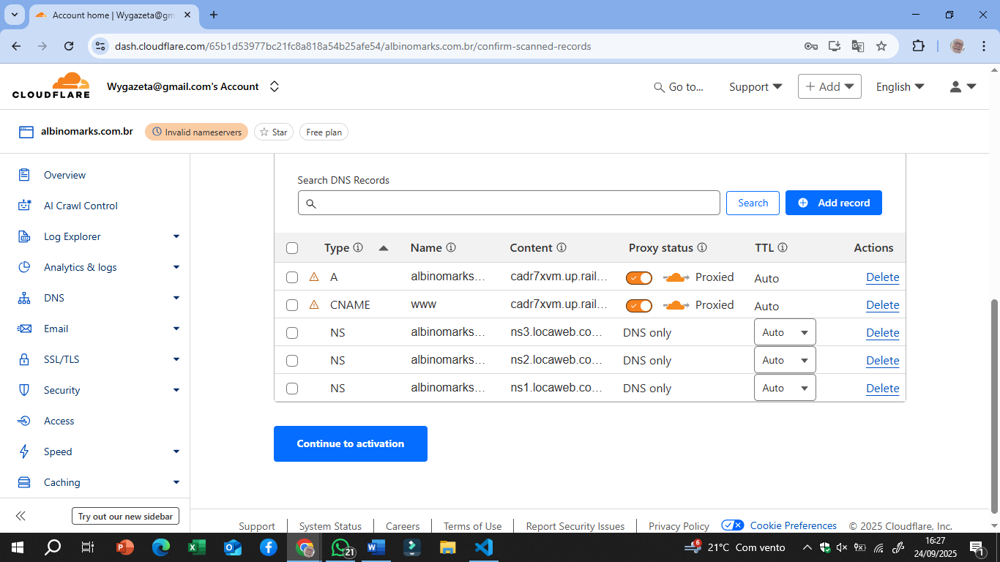 Account home | Wygazeta@gm
dash.cloudflare.com/65b1d53977bc21fc8a818a54b25afe54/albinomarks.com.br/confirm-scanned-records
CLOUDFLARE
Wygazeta@gmail.com's Account
Go to...
Support
Add
English
albinomarks.com.br
Invalid nameservers
Star
Free plan
Overview
AI Crawl Control
Log Explorer
Analytics & logs
DNS
Email
SSL/TLS
Security
Access
Speed
Caching
Try out our new sidebar
Search DNS Records
Search
Add record
Type Name Content Proxy status TTL Actions
A albinomarks... cadr7xvm.up.rail... Proxied Auto Delete
CNAME www cadr7xvm.up.rail... Proxied Auto Delete
NS albinomarks... ns3.locaweb.co... DNS only Auto Delete
NS albinomarks... ns2.locaweb.co... DNS only Auto Delete
NS albinomarks... ns1.locaweb.co... DNS only Auto Delete
Continue to activation
Support System Status Careers Terms of Use Report Security Issues Privacy Policy Cookie Preferences © 2025 Cloudflare, Inc.
6
21
21°C Com vento
16:27
24/09/2025
1